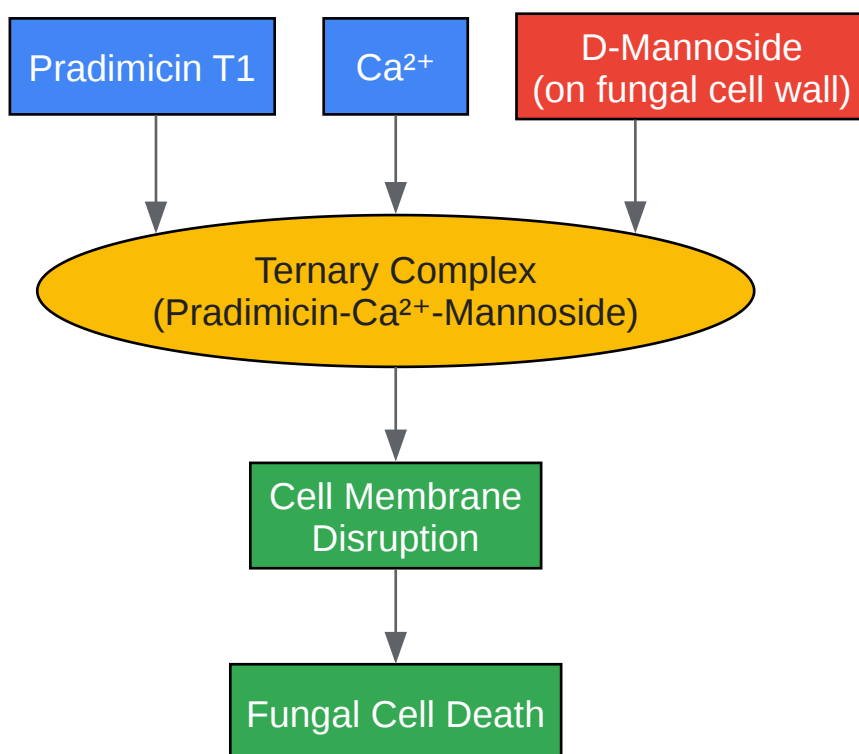 Pradimicin T1
Ca²⁺
D-Mannoside
(on fungal cell wall)
Ternary Complex
(Pradimicin-Ca²⁺-Mannoside)
Cell Membrane
Disruption
Fungal Cell Death